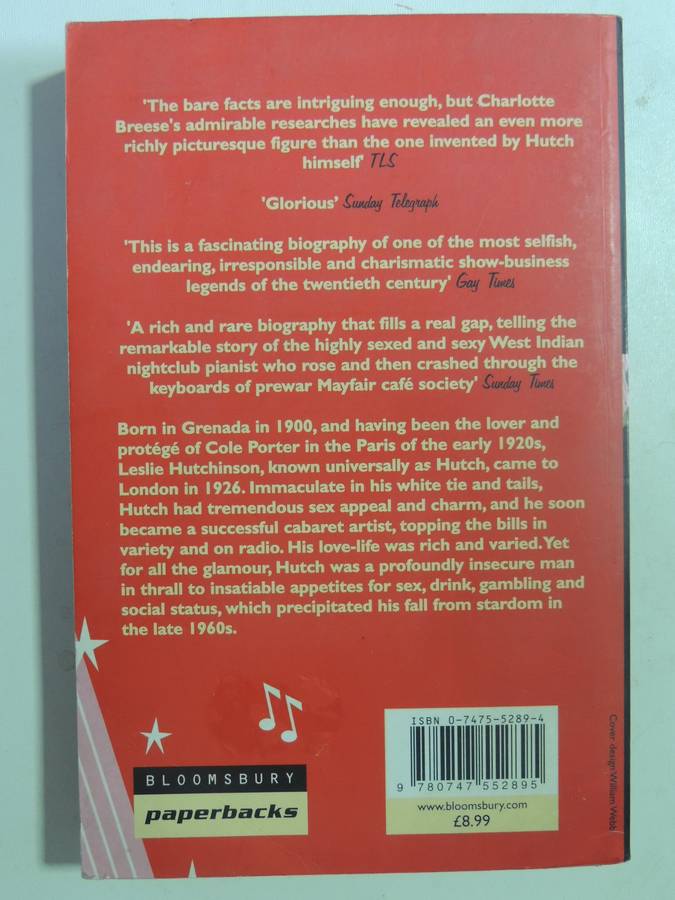 'The bare facts are intriguing enough, but Charlotte
Breese's admirable researches have revealed an even more
richly picturesque figure than the one invented by Hutch
himself' TLS
'Glorious' Sunday Telegraph
'This is a fascinating biography of one of the most selfish,
endearing, irresponsible and charismatic show-business
legends of the twentieth century' Gay Times
'A rich and rare biography that fills a real gap, telling the
remarkable story of the highly sexed and sexy West Indian
nightclub pianist who rose and then crashed through the
keyboards of prewar Mayfair café society' Sunday Times
Born in Grenada in 1900, and having been the lover and
protégé of Cole Porter in the Paris of the early 1920s,
Leslie Hutchinson, known universally as Hutch, came to
London in 1926. Immaculate in his white tie and tails,
Hutch had tremendous sex appeal and charm, and he soon
became a successful cabaret artist, topping the bills in
variety and on radio. His love-life was rich and varied. Yet
for all the glamour, Hutch was a profoundly insecure man
in thrall to insatiable appetites for sex, drink, gambling and
social status, which precipitated his fall from stardom in
the late 1960s.
BLOOMSBURY
paperbacks
ISBN 0-7475-5289-4
9 780747 552895
www.bloomsbury.com
£8.99
Cover design William Webb